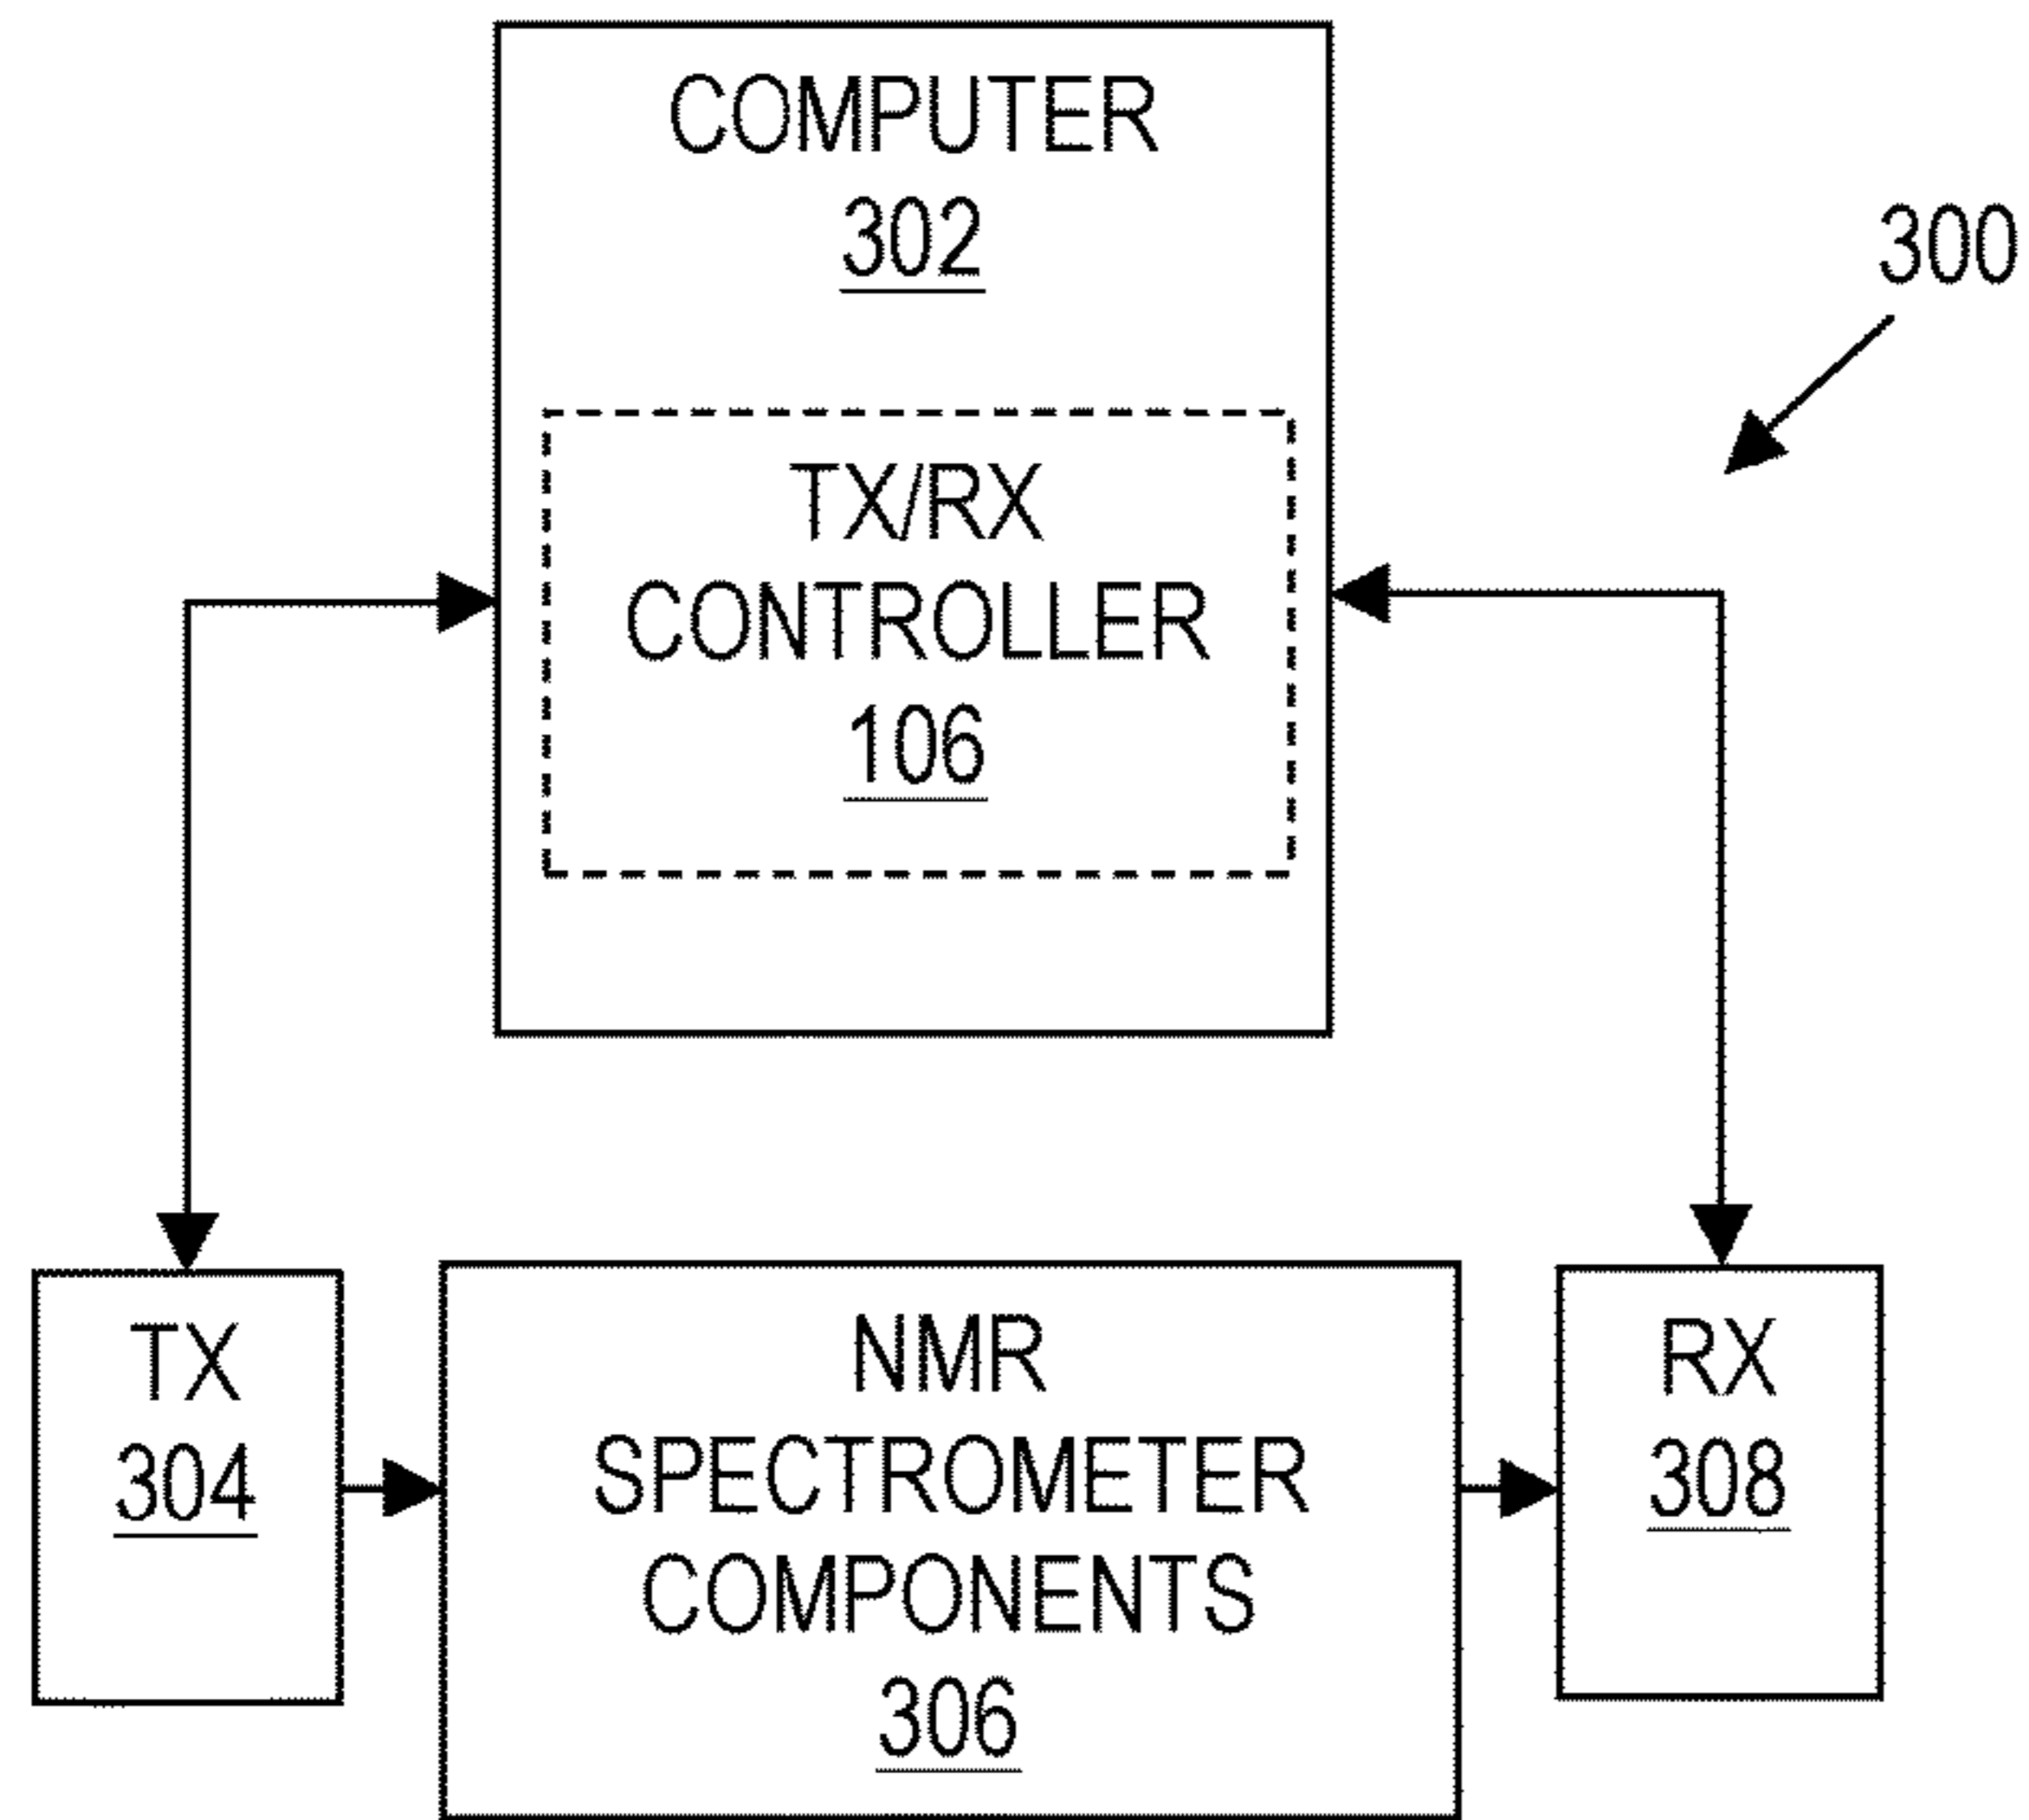 COMPUTER
302
300
TX/RX
CONTROLLER
106
TX
304
NMR
SPECTROMETER
COMPONENTS
306
RX
308